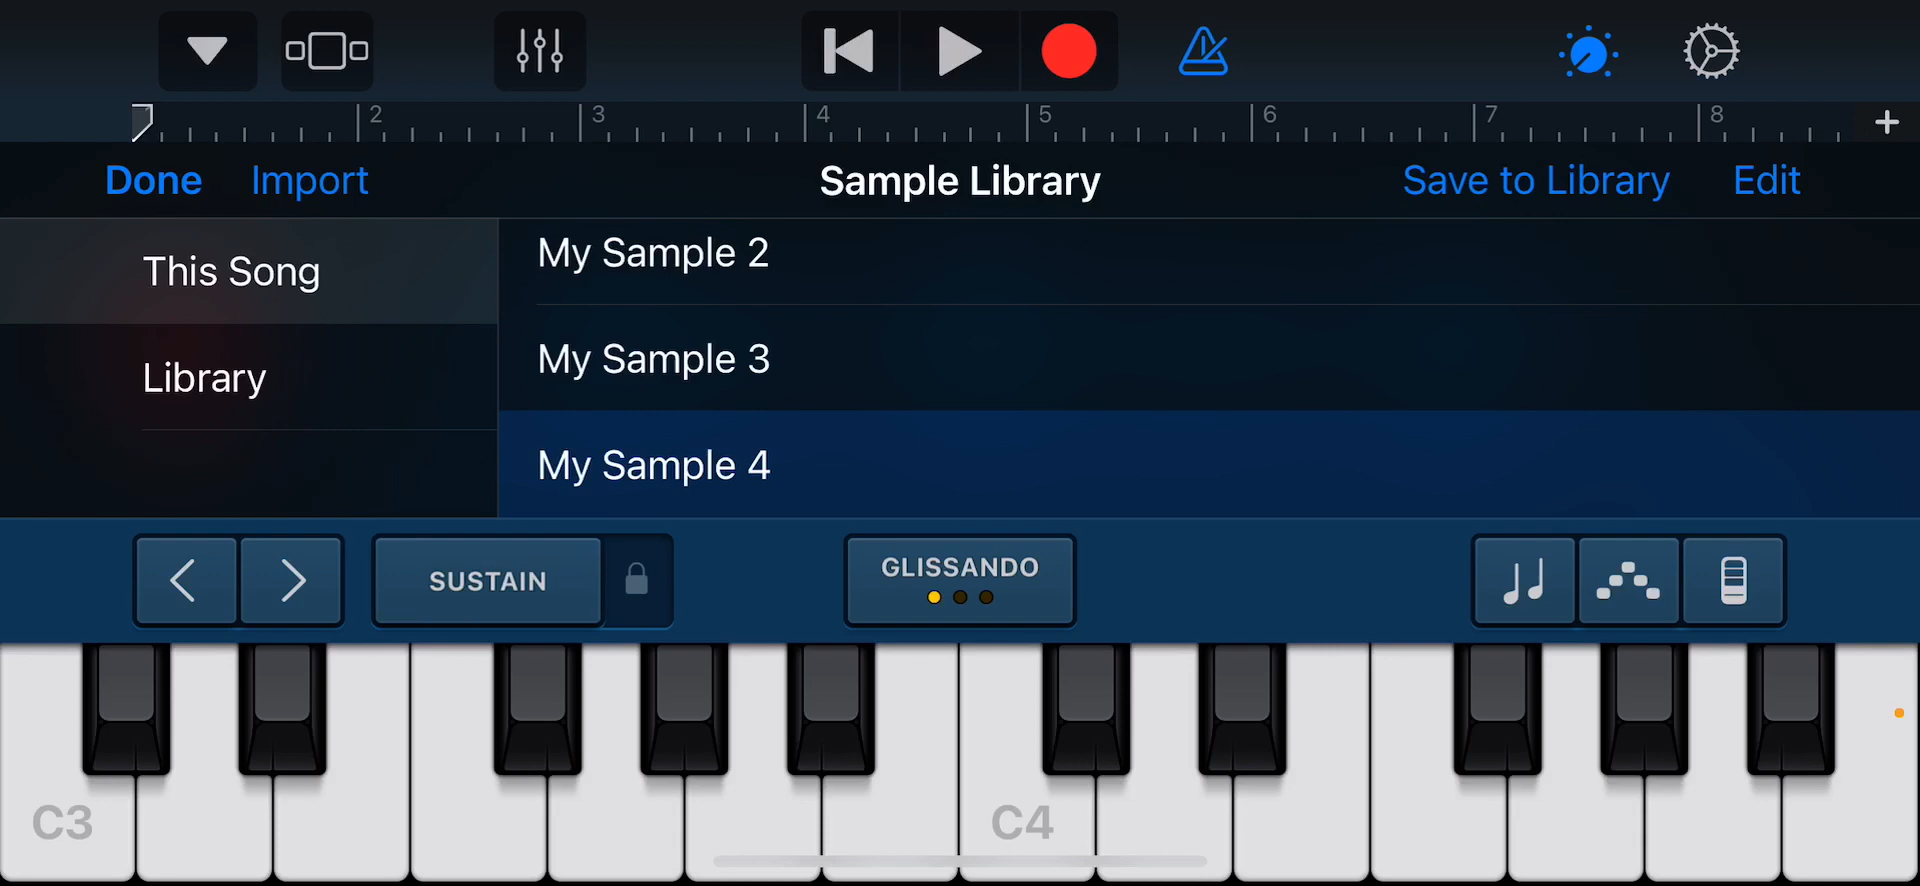 2
3
4
5
6
7
8
Done
Import
Sample Library
Save to Library
Edit
This Song
Library
My Sample 2
My Sample 3
My Sample 4
SUSTAIN
GLISSANDO
C3
C4